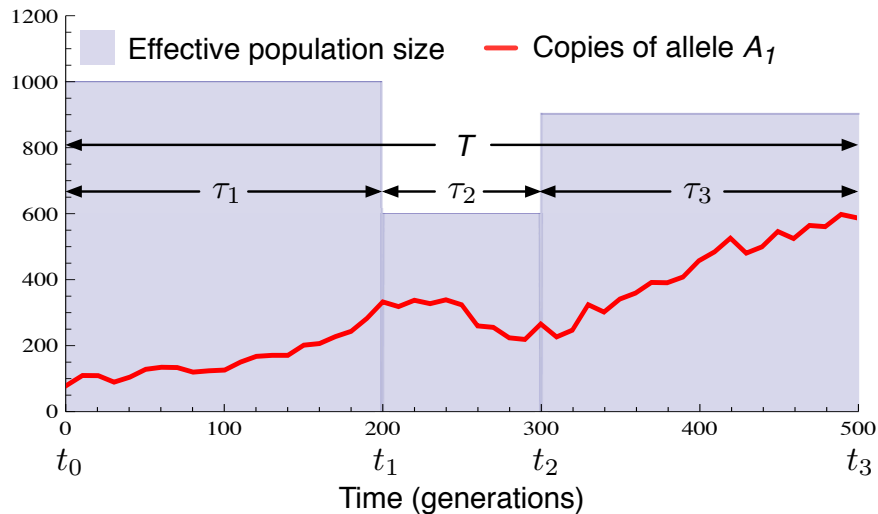 1200
Effective population size Copies of allele A₁
1000
800
T
τ₁ τ₂ τ₃
600
400
200
0
0 100 200 300 400 500
t₀ t₁ t₂ t₃
Time (generations)